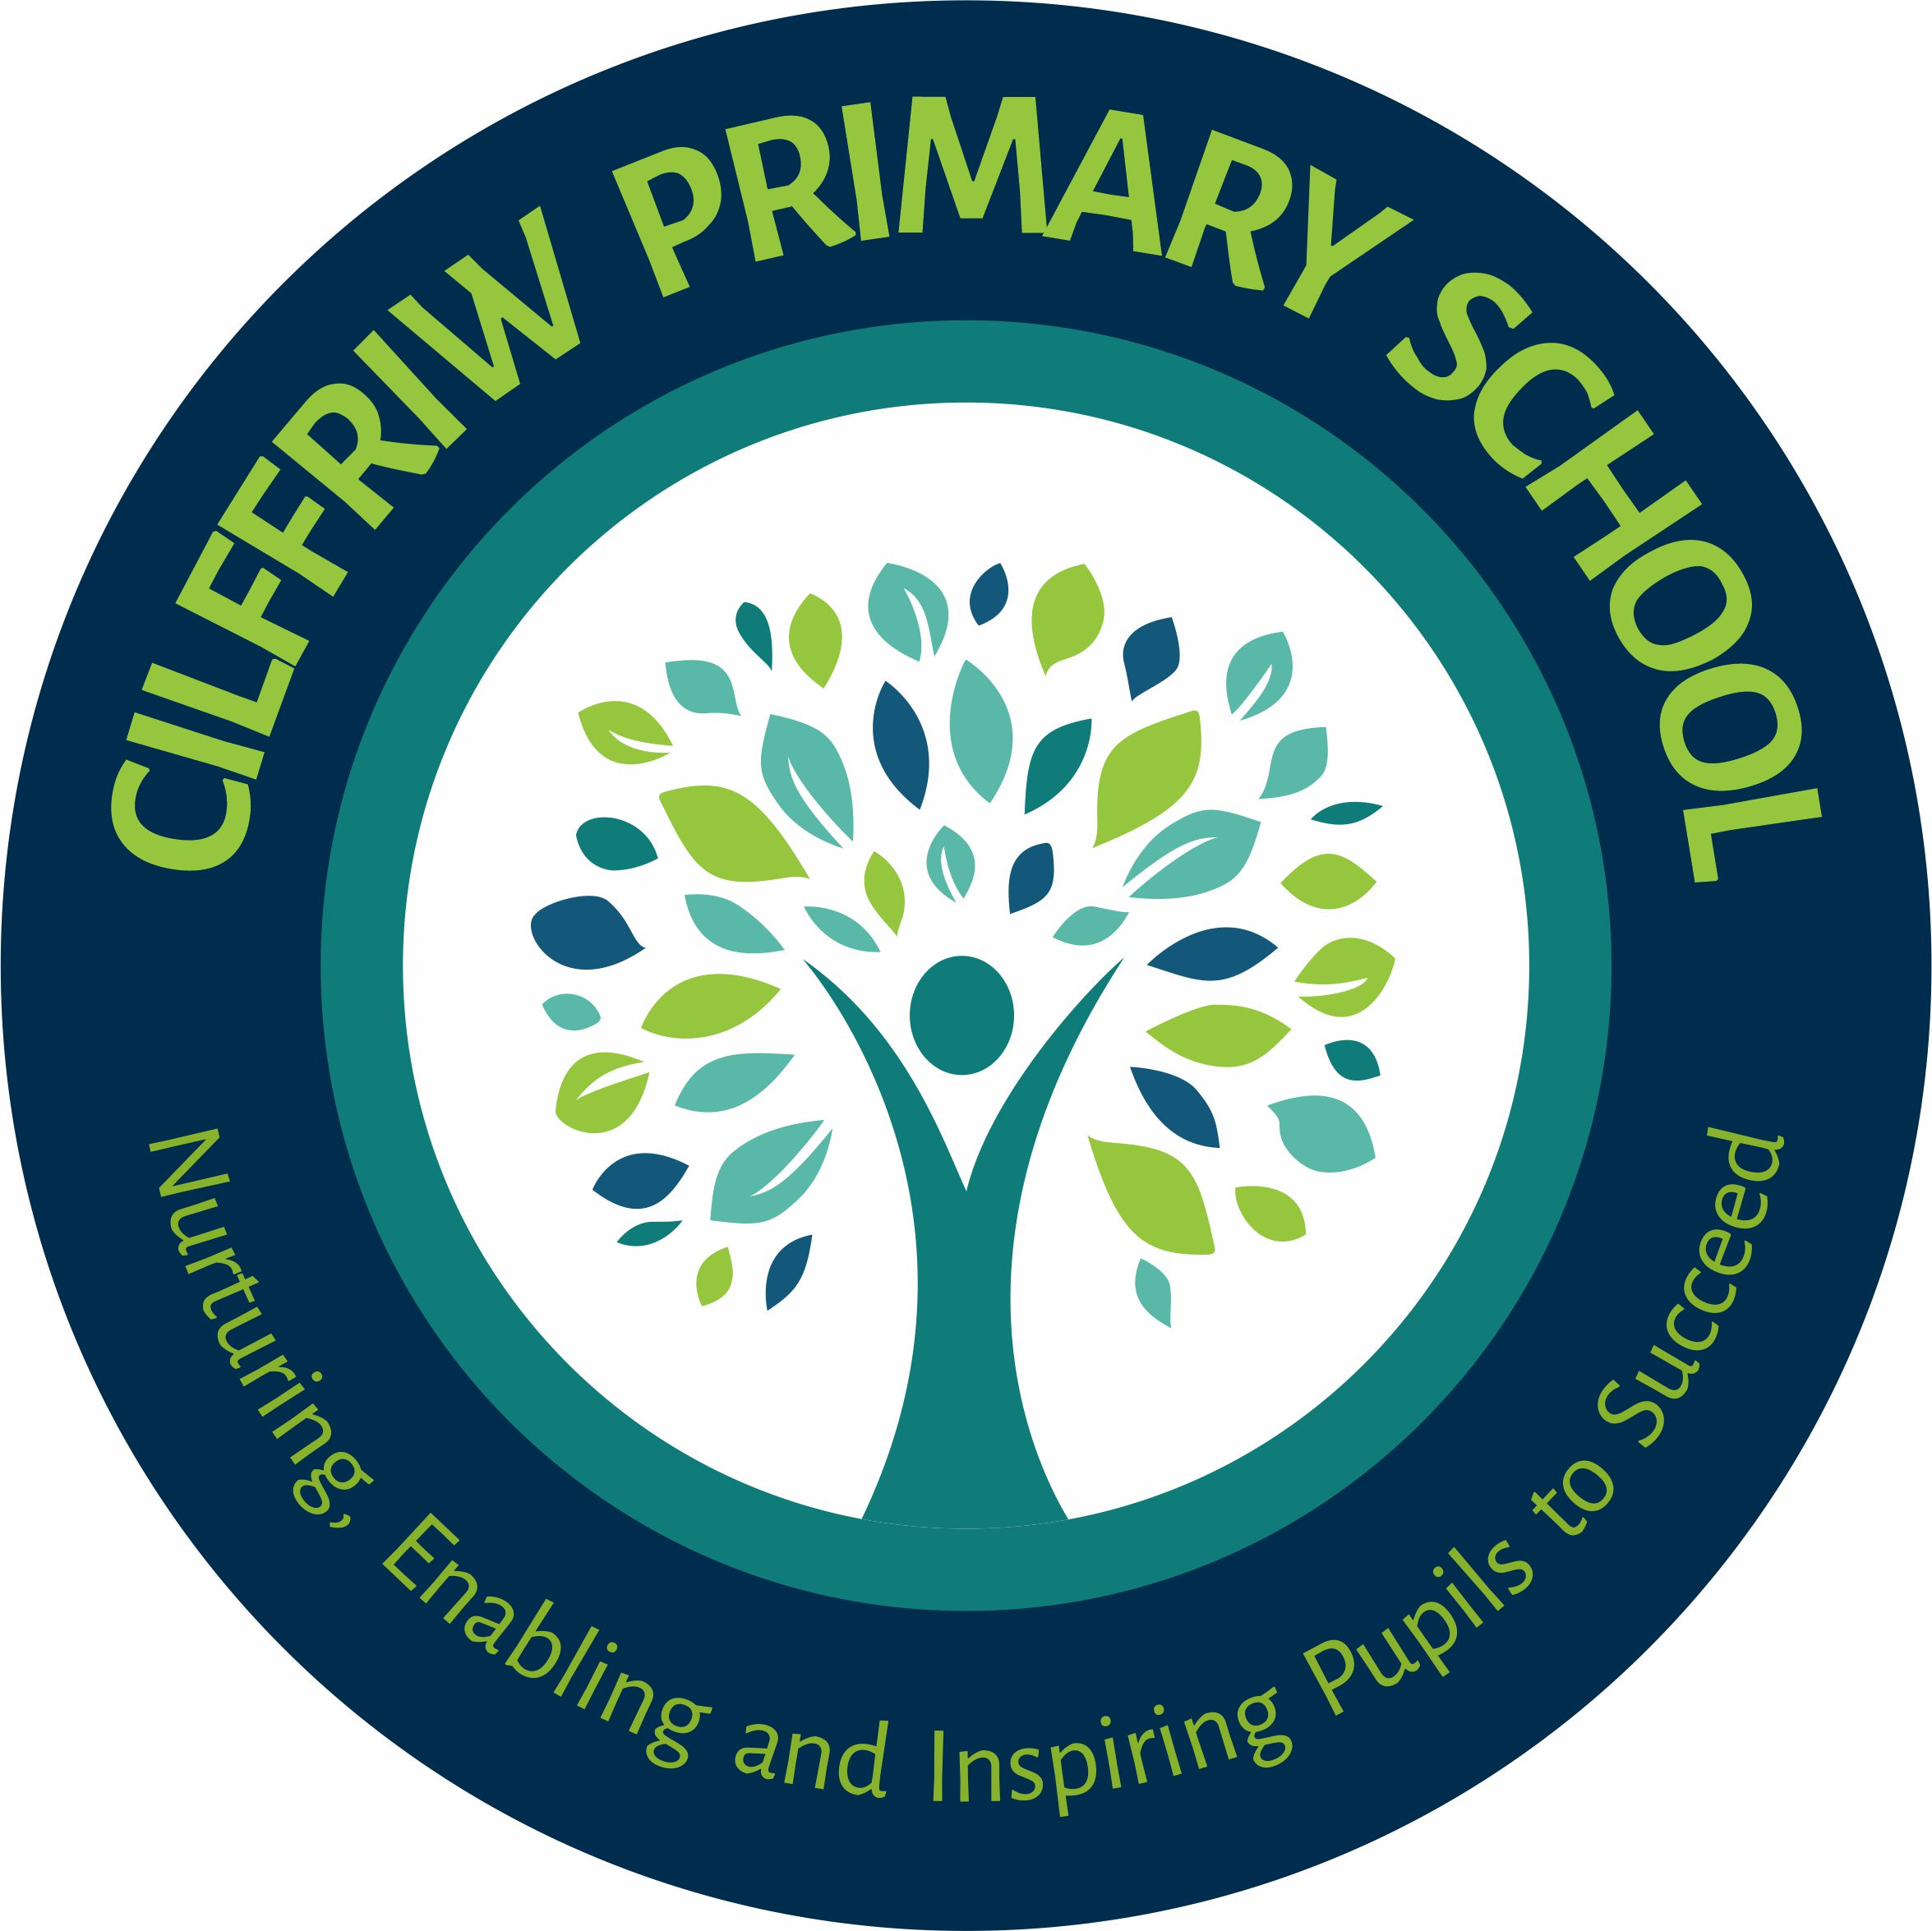 CILFFRIW PRIMARY SCHOOL
Nurturing, Enabling and Inspiring Pupils to Succeed